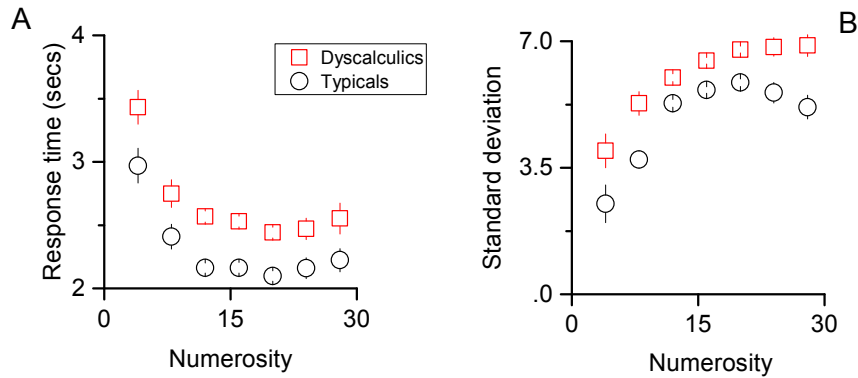 A
B
4
3
2
Response time (secs)
Dyscalculics
Typicals
0
15
30
Numerosity
7.0
3.5
.0
Standard deviation
0
15
30
Numerosity